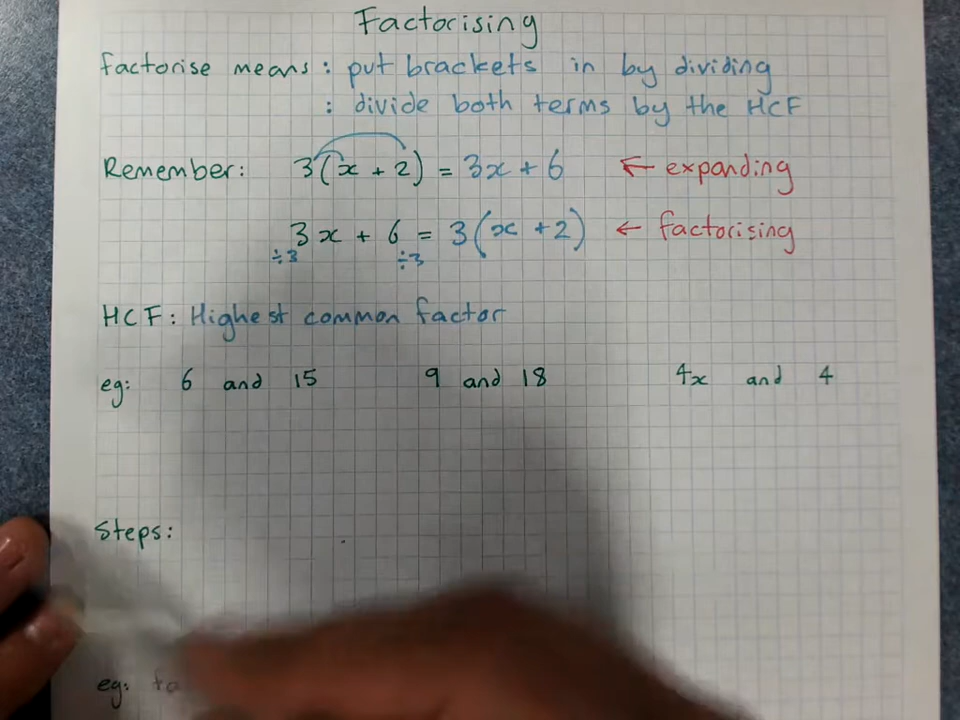 Factorising
factorise means : put brackets in by dividing
: divide both terms by the HCF
Remember: 3(x + 2) = 3x + 6 ← expanding
3x + 6 = 3(x + 2) ← factorising
÷3 ÷3
HCF: Highest common factor
eg: 6 and 15 9 and 18 4x and 4
Steps:
eg: